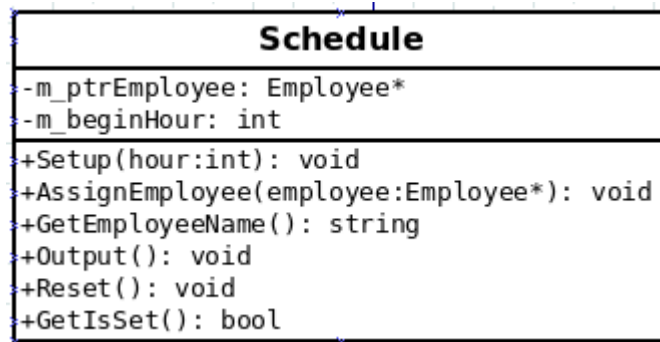 Schedule
-m_ptrEmployee: Employee*
-m_beginHour: int
+Setup(hour:int): void
+AssignEmployee(employee:Employee*): void
+GetEmployeeName(): string
+Output(): void
+Reset(): void
+GetIsSet(): bool